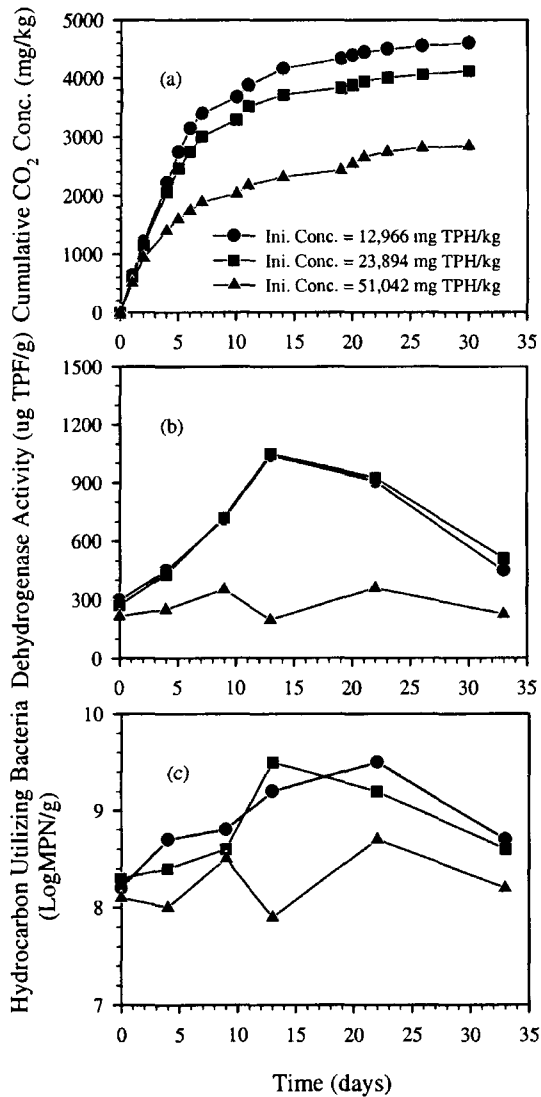 Cumulative CO2 Conc. (mg/kg)
5000
4000
3000
2000
1000
0
(a)
Ini. Conc. = 12,966 mg TPH/kg
Ini. Conc. = 23,894 mg TPH/kg
Ini. Conc. = 51,042 mg TPH/kg
0 5 10 15 20 25 30 35
Dehydrogenase Activity (ug TPF/g)
1500
1200
900
600
300
0
(b)
0 5 10 15 20 25 30 35
Hydrocarbon Utilizing Bacteria
(LogMPN/g)
10
9
8
7
(c)
0 5 10 15 20 25 30 35
Time (days)